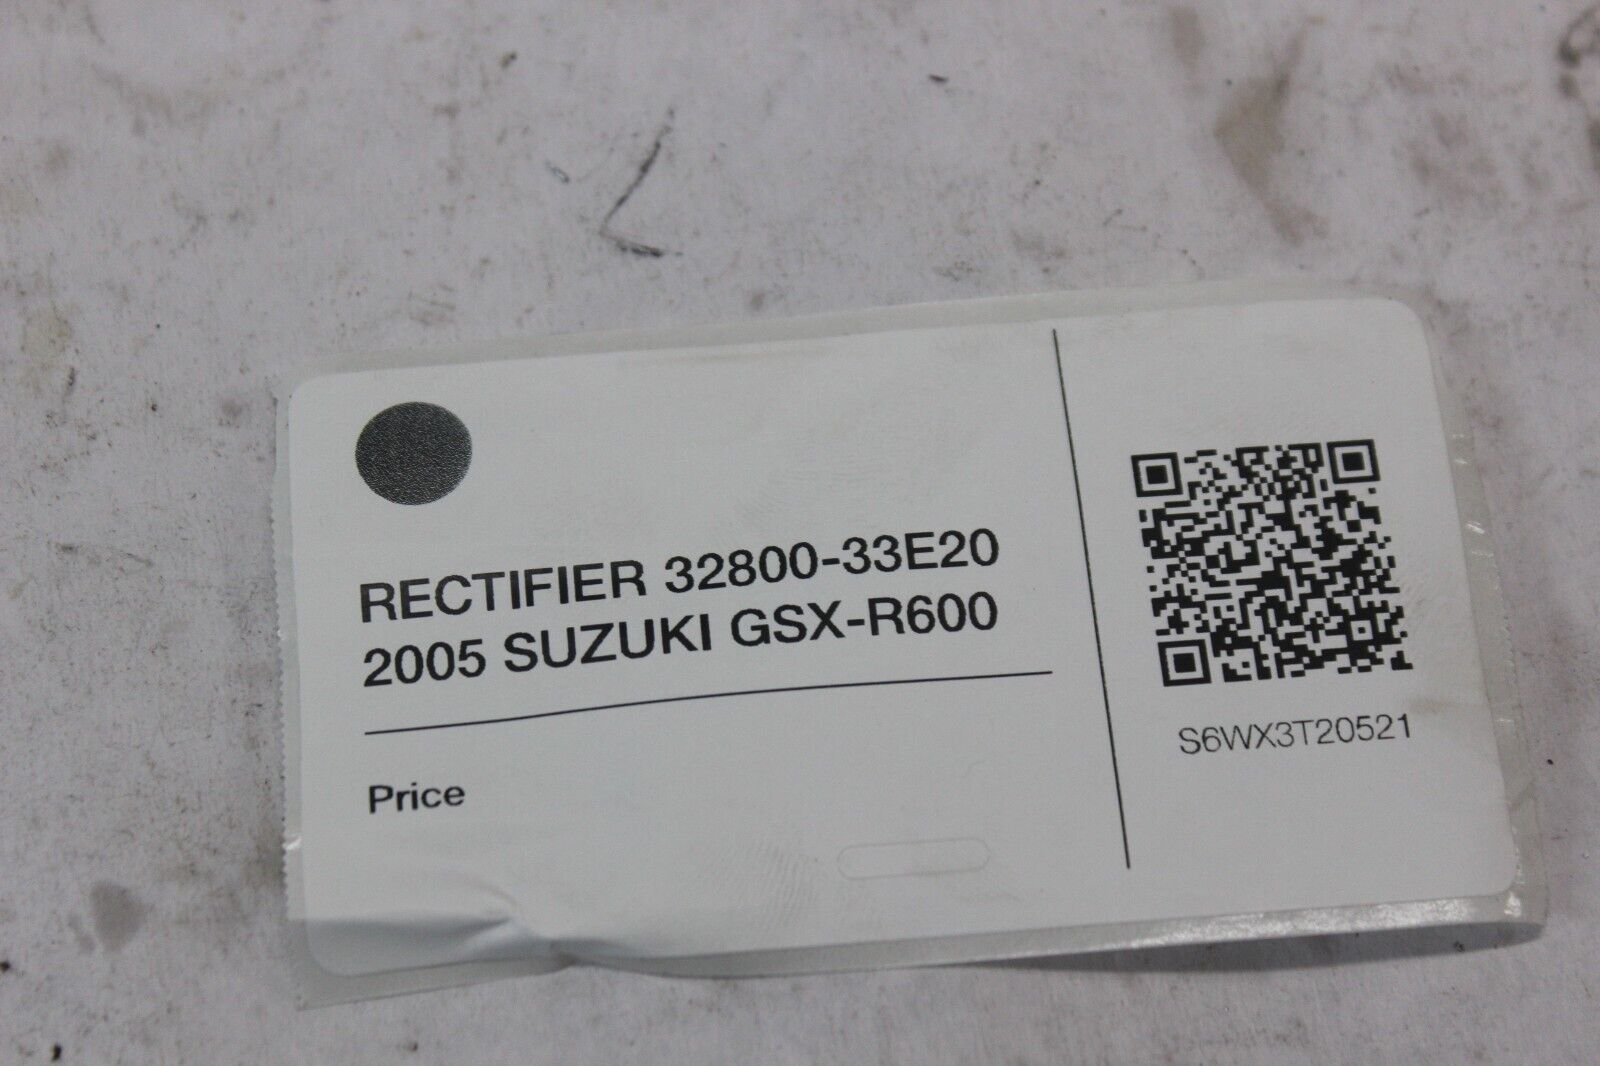 RECTIFIER 32800-33E20
2005 SUZUKI GSX-R600
Price
S6WX3T20521